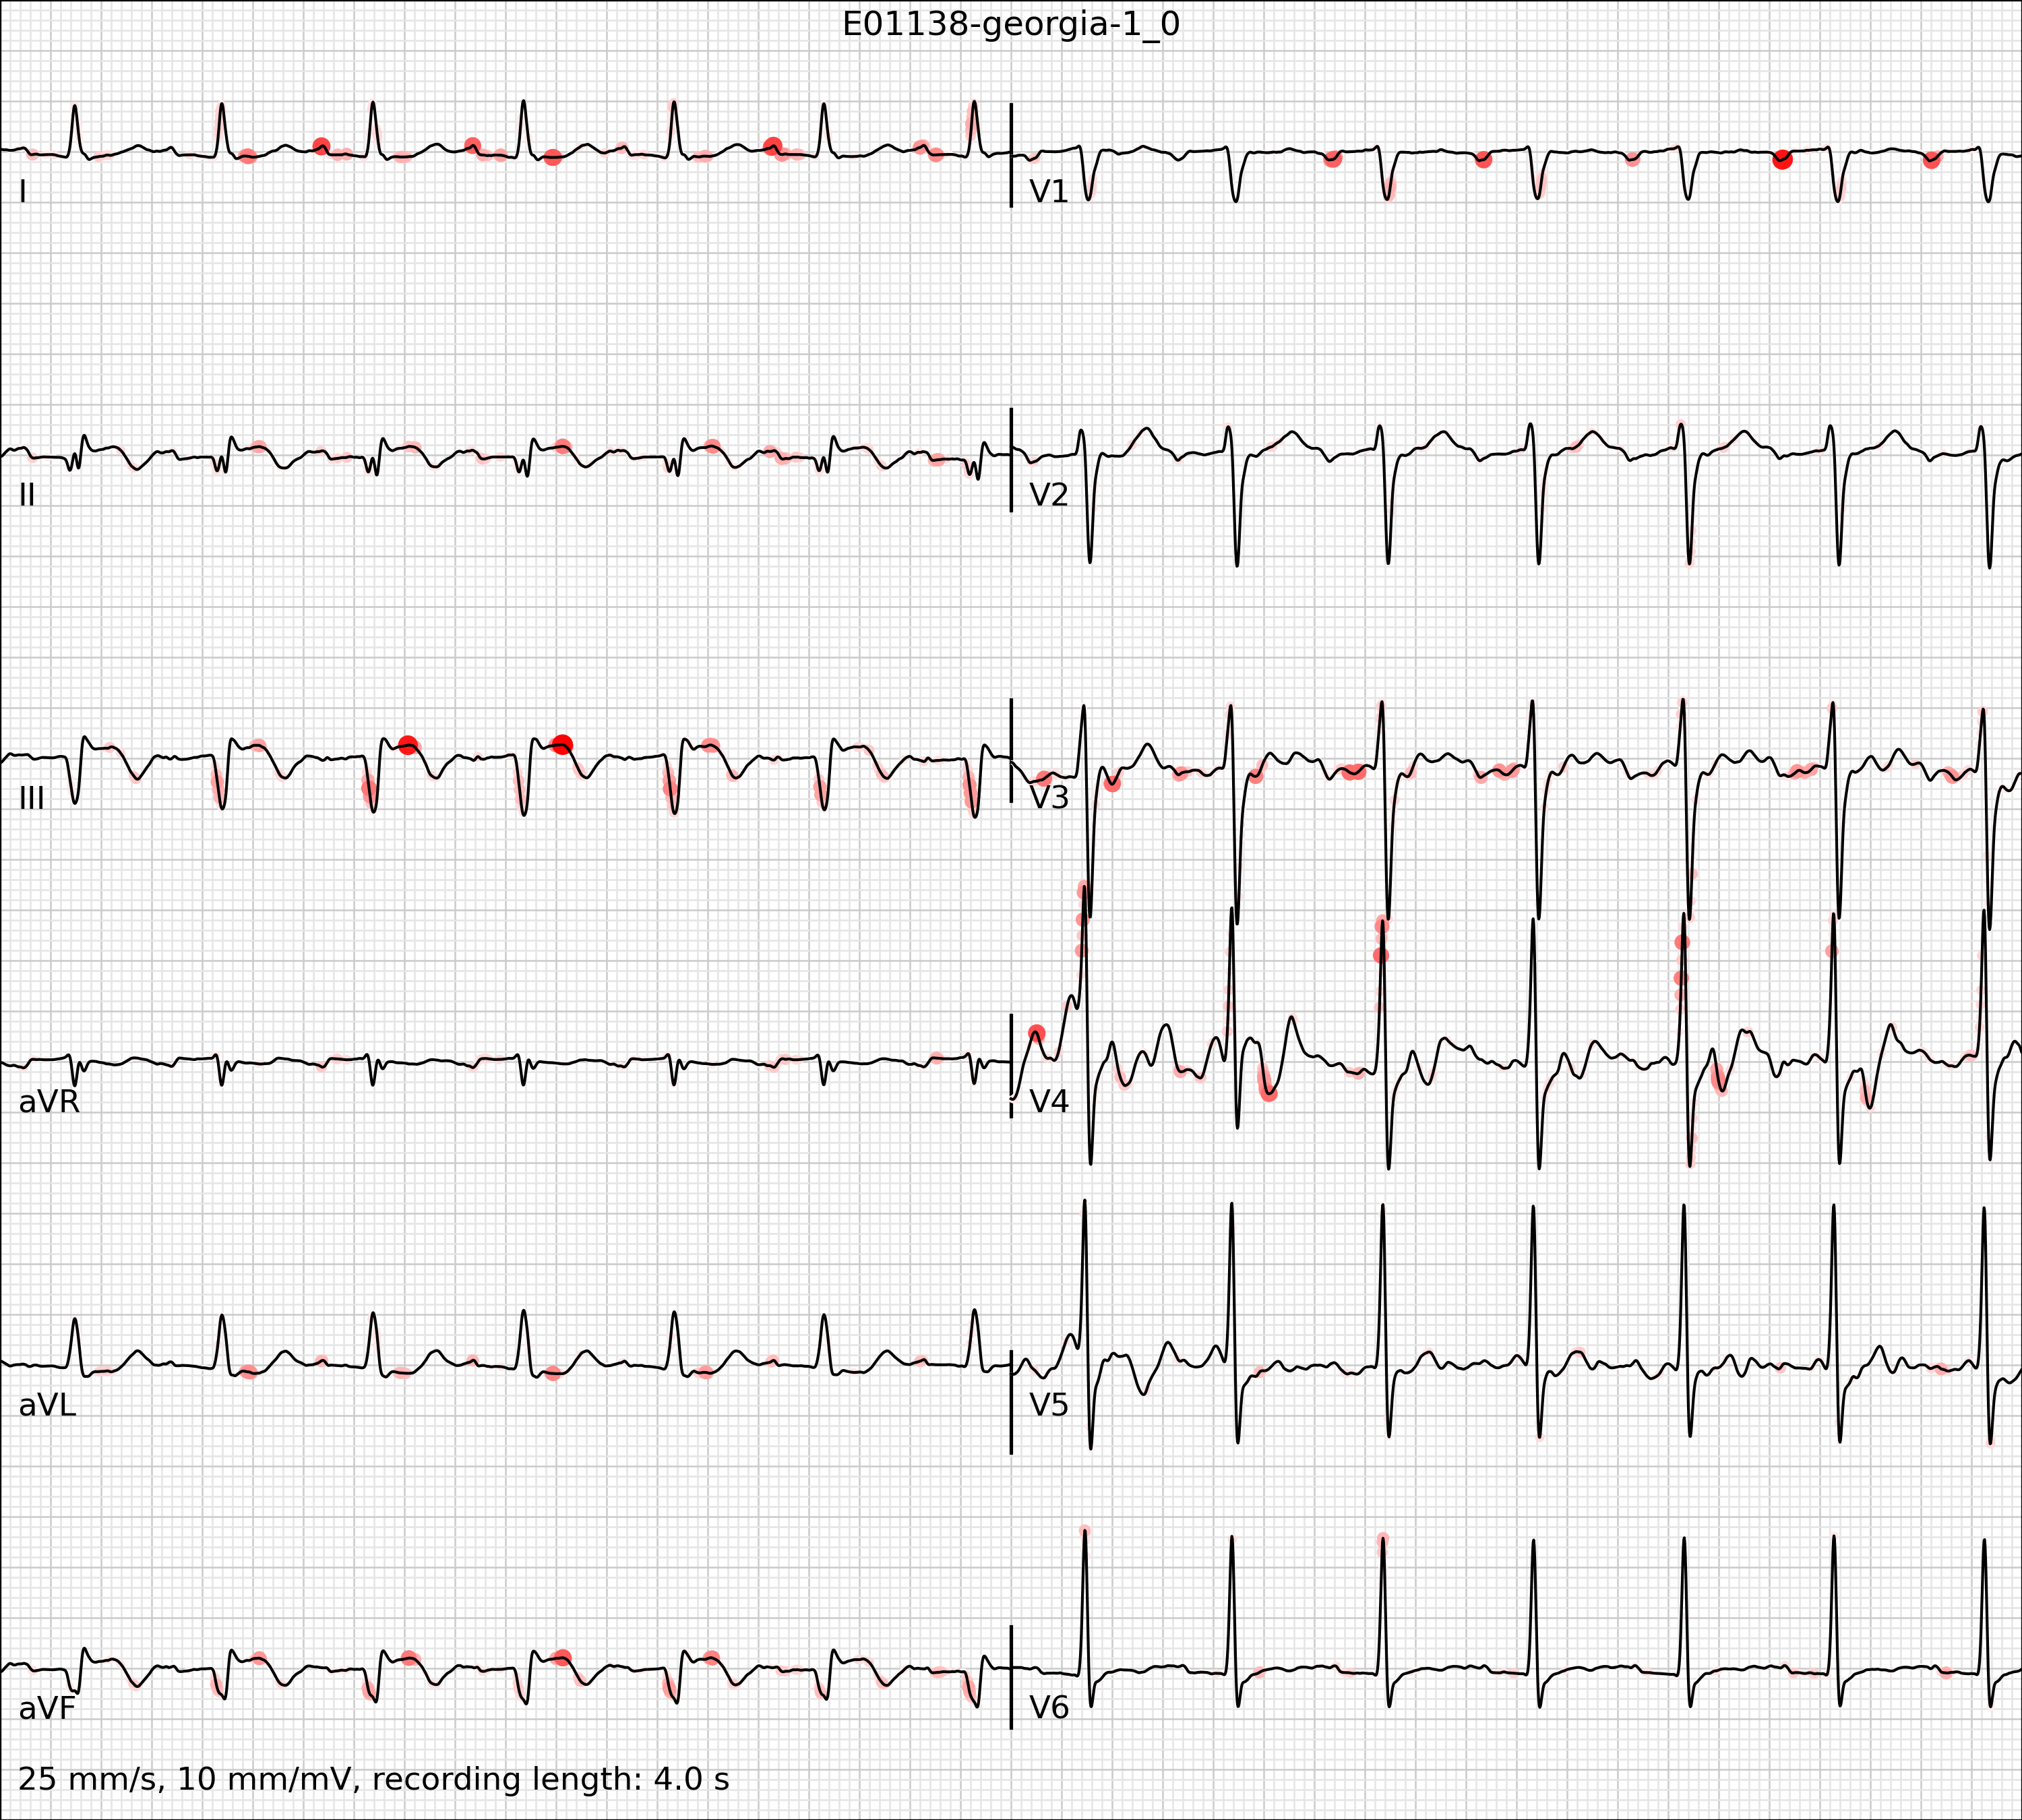 E01138-georgia-1_0
I
V1
II
V2
III
V3
aVR
V4
aVL
V5
aVF
V6
25 mm/s, 10 mm/mV, recording length: 4.0 s